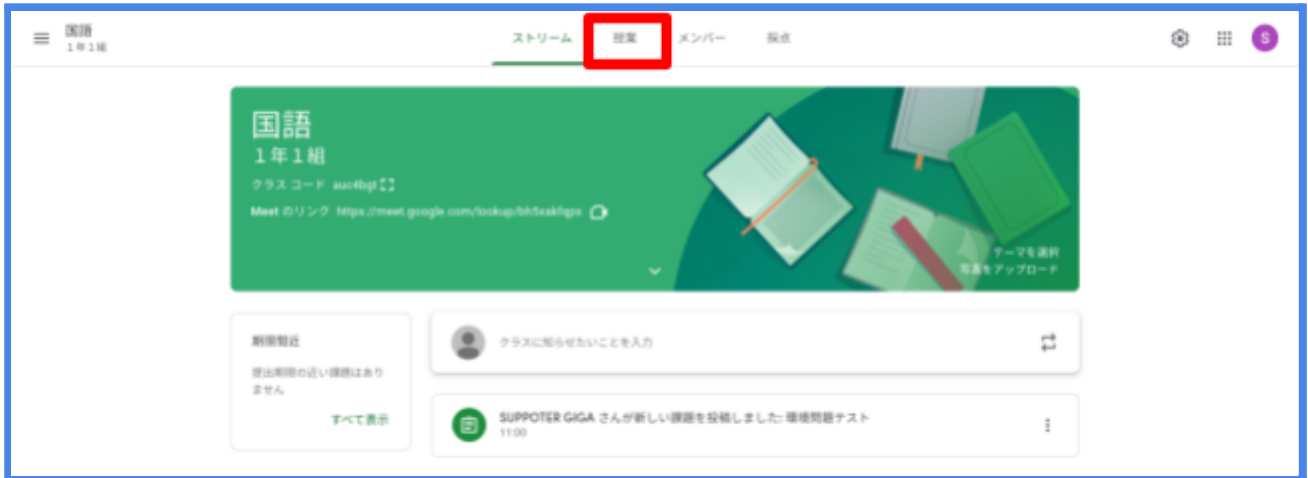 国語
1年1組
ストリーム 授業 メンバー 採点
S
国語
1年1組
クラス コード auc4bgt
Meet のリンク https://meet.google.com/lookup/
テーマを選択
写真をアップロード
期限間近
提出期限の近い課題はあり
ません
すべて表示
クラスに知らせたいことを入力
SUPPOTER GIGA さんが新しい課題を投稿しました: 環境問題テスト
11:00